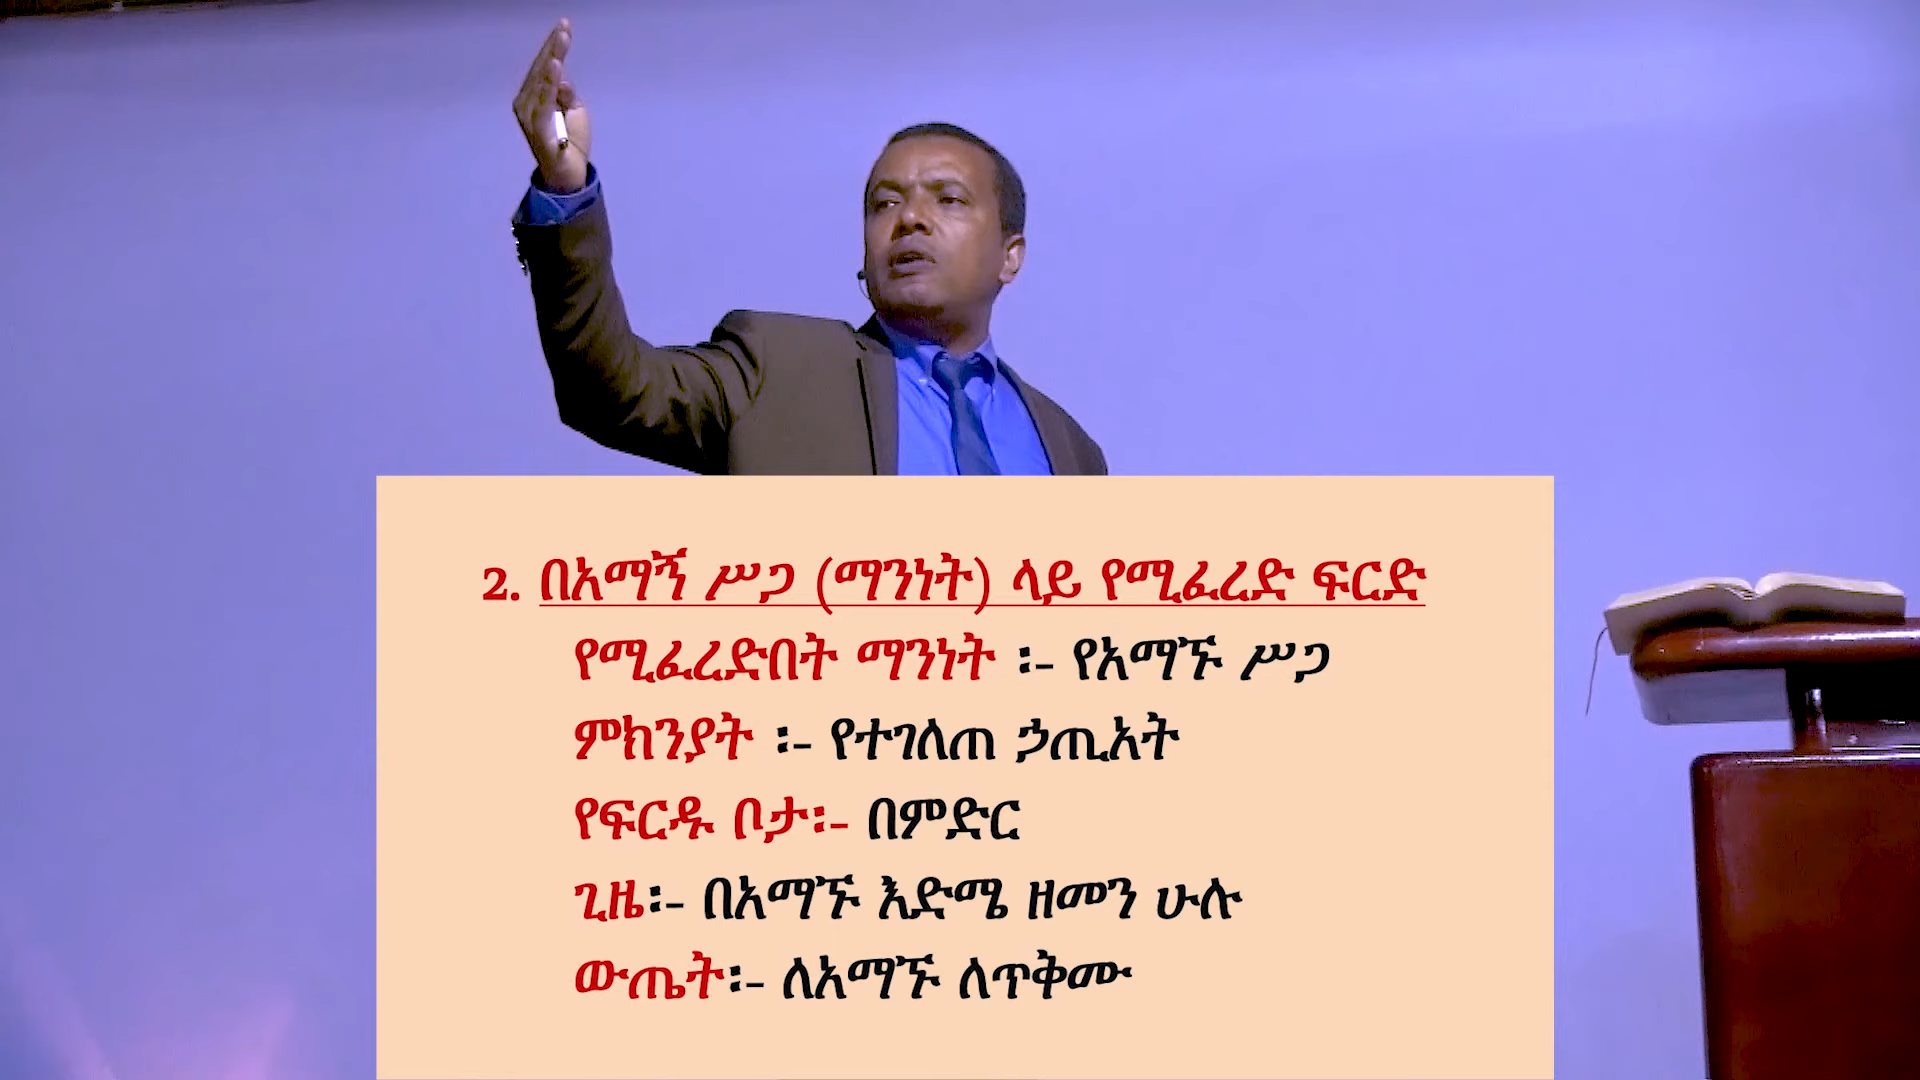 2. በአማኝ ሥጋ (ማንነት) ላይ የሚፈረድ ፍርድ
የሚፈረድበት ማንነት ፡- የአማኙ ሥጋ
ምክንያት ፡- የተገለጠ ኃጢአት
የፍርዱ ቦታ፡- በምድር
ጊዜ፡- በአማኙ እድሜ ዘመን ሁሉ
ውጤት፡- ለአማኙ ለጥቅሙ